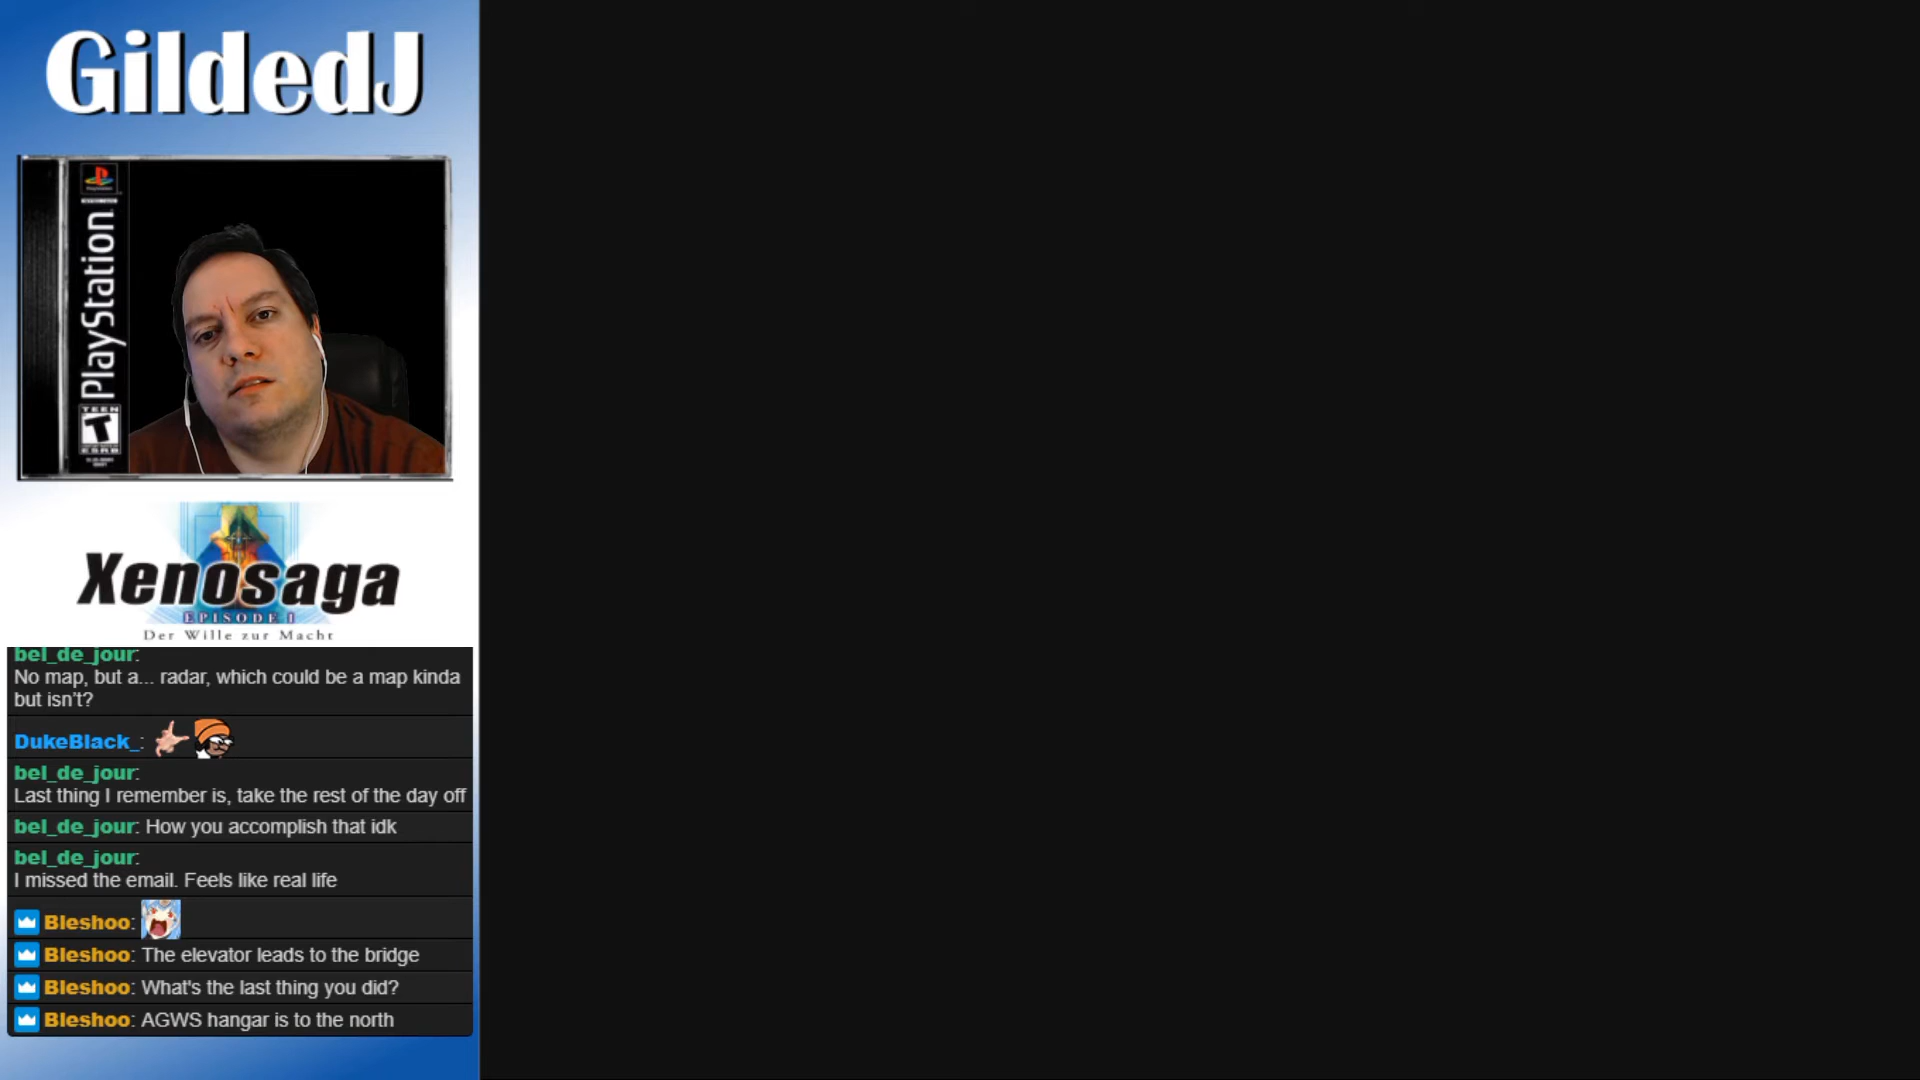 GildedJ
PlayStation
TEEN
T
ESRB
Xenosaga
EPISODE I
Der Wille zur Macht
bel_de_jour:
No map, but a... radar, which could be a map kinda
but isn't?
DukeBlack_:
bel_de_jour:
Last thing I remember is, take the rest of the day off
bel_de_jour: How you accomplish that idk
bel_de_jour:
I missed the email. Feels like real life
Bleshoo:
Bleshoo: The elevator leads to the bridge
Bleshoo: What's the last thing you did?
Bleshoo: AGWS hangar is to the north